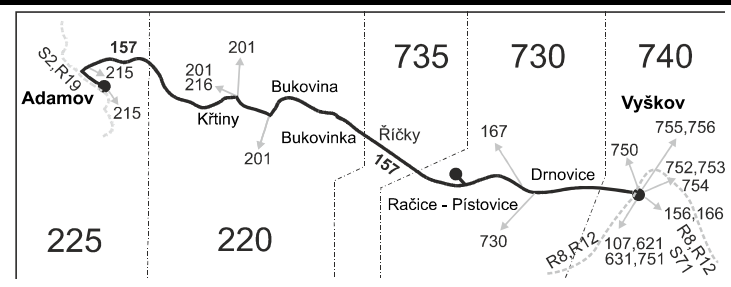 735
730
740
S2,R19
157
215
215
Adamov
201
201
216
Křtiny
201
Bukovina
Bukovinka
Říčky
157
167
Račice - Pístovice
730
Drnovice
Vyškov
755,756
750
752,753
754
156,166
107,621
631,751
R8,R12
R8,R12
S71
225
220